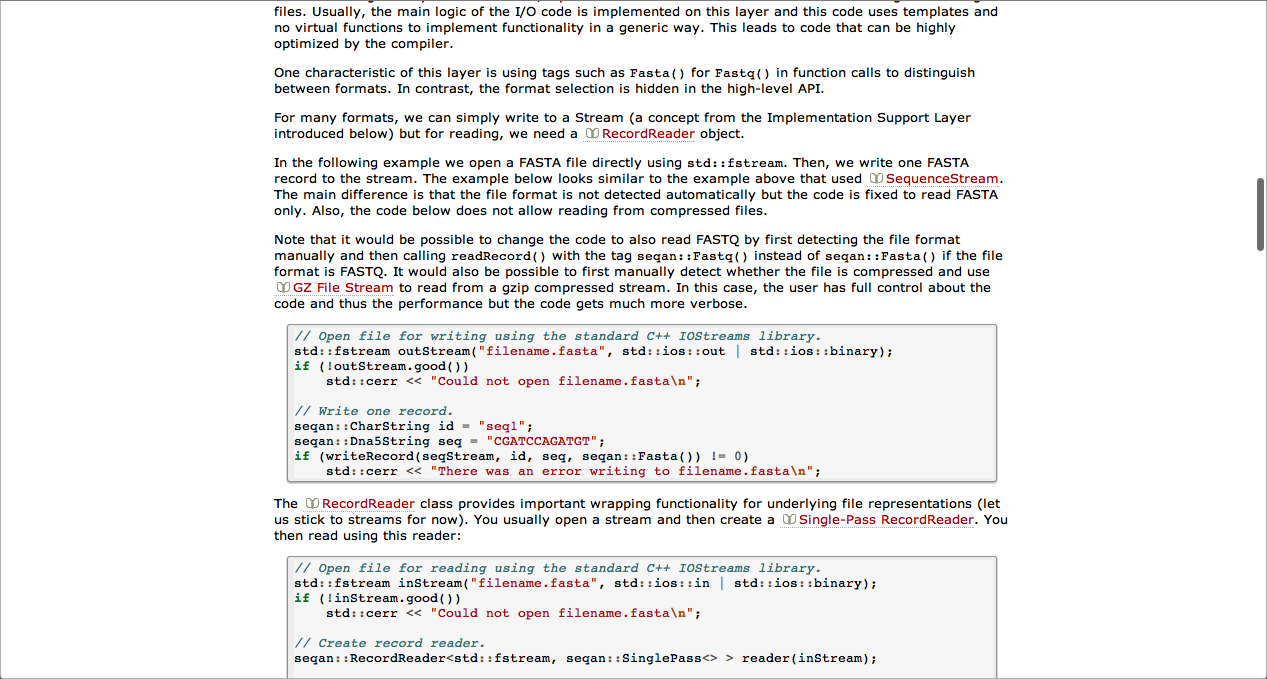 files. Usually, the main logic of the I/O code is implemented on this layer and this code uses templates and
no virtual functions to implement functionality in a generic way. This leads to code that can be highly
optimized by the compiler.
One characteristic of this layer is using tags such as Fasta() for Fastq() in function calls to distinguish
between formats. In contrast, the format selection is hidden in the high-level API.
For many formats, we can simply write to a Stream (a concept from the Implementation Support Layer
introduced below) but for reading, we need a RecordReader object.
In the following example we open a FASTA file directly using std::fstream. Then, we write one FASTA
record to the stream. The example below looks similar to the example above that used SequenceStream.
The main difference is that the file format is not detected automatically but the code is fixed to read FASTA
only. Also, the code below does not allow reading from compressed files.
Note that it would be possible to change the code to also read FASTQ by first detecting the file format
manually and then calling readRecord() with the tag seqan::Fastq() instead of seqan::Fasta() if the file
format is FASTQ. It would also be possible to first manually detect whether the file is compressed and use
GZ File Stream to read from a gzip compressed stream. In this case, the user has full control about the
code and thus the performance but the code gets much more verbose.
// Open file for writing using the standard C++ IOStreams library.
std::fstream outStream("filename.fasta", std::ios::out | std::ios::binary);
if (!outStream.good())
    std::cerr << "Could not open filename.fasta\n";
// Write one record.
seqan::CharString id = "seq1";
seqan::Dna5String seq = "CGATCCAGATGT";
if (writeRecord(seqStream, id, seq, seqan::Fasta()) != 0)
    std::cerr << "There was an error writing to filename.fasta\n";
The RecordReader class provides important wrapping functionality for underlying file representations (let
us stick to streams for now). You usually open a stream and then create a Single-Pass RecordReader. You
then read using this reader:
// Open file for reading using the standard C++ IOStreams library.
std::fstream inStream("filename.fasta", std::ios::in | std::ios::binary);
if (!inStream.good())
    std::cerr << "Could not open filename.fasta\n";
// Create record reader.
seqan::RecordReader<std::fstream, seqan::SinglePass<> > reader(inStream);